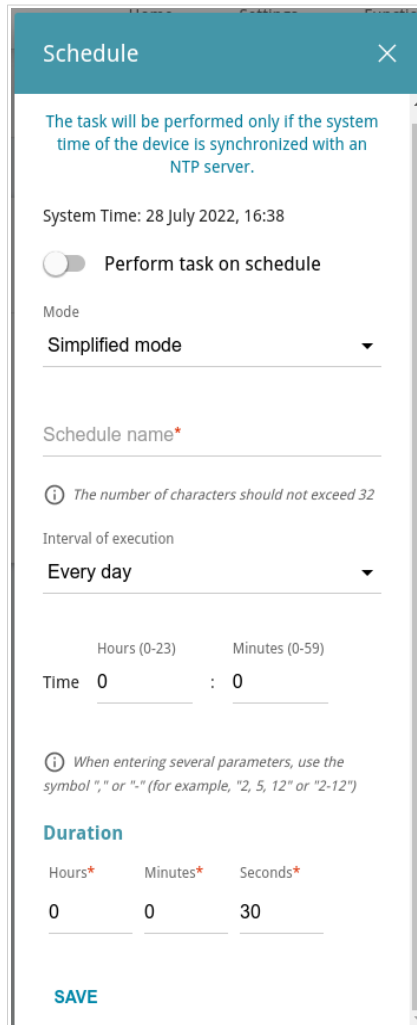 Home Settings Functi
Schedule
The task will be performed only if the system
time of the device is synchronized with an
NTP server.
System Time: 28 July 2022, 16:38
Perform task on schedule
Mode
Simplified mode
Schedule name*
The number of characters should not exceed 32
Interval of execution
Every day
Hours (0-23) Minutes (0-59)
Time 0 : 0
When entering several parameters, use the
symbol "," or "-" (for example, "2, 5, 12" or "2-12")
Duration
Hours* Minutes* Seconds*
0 0 30
SAVE